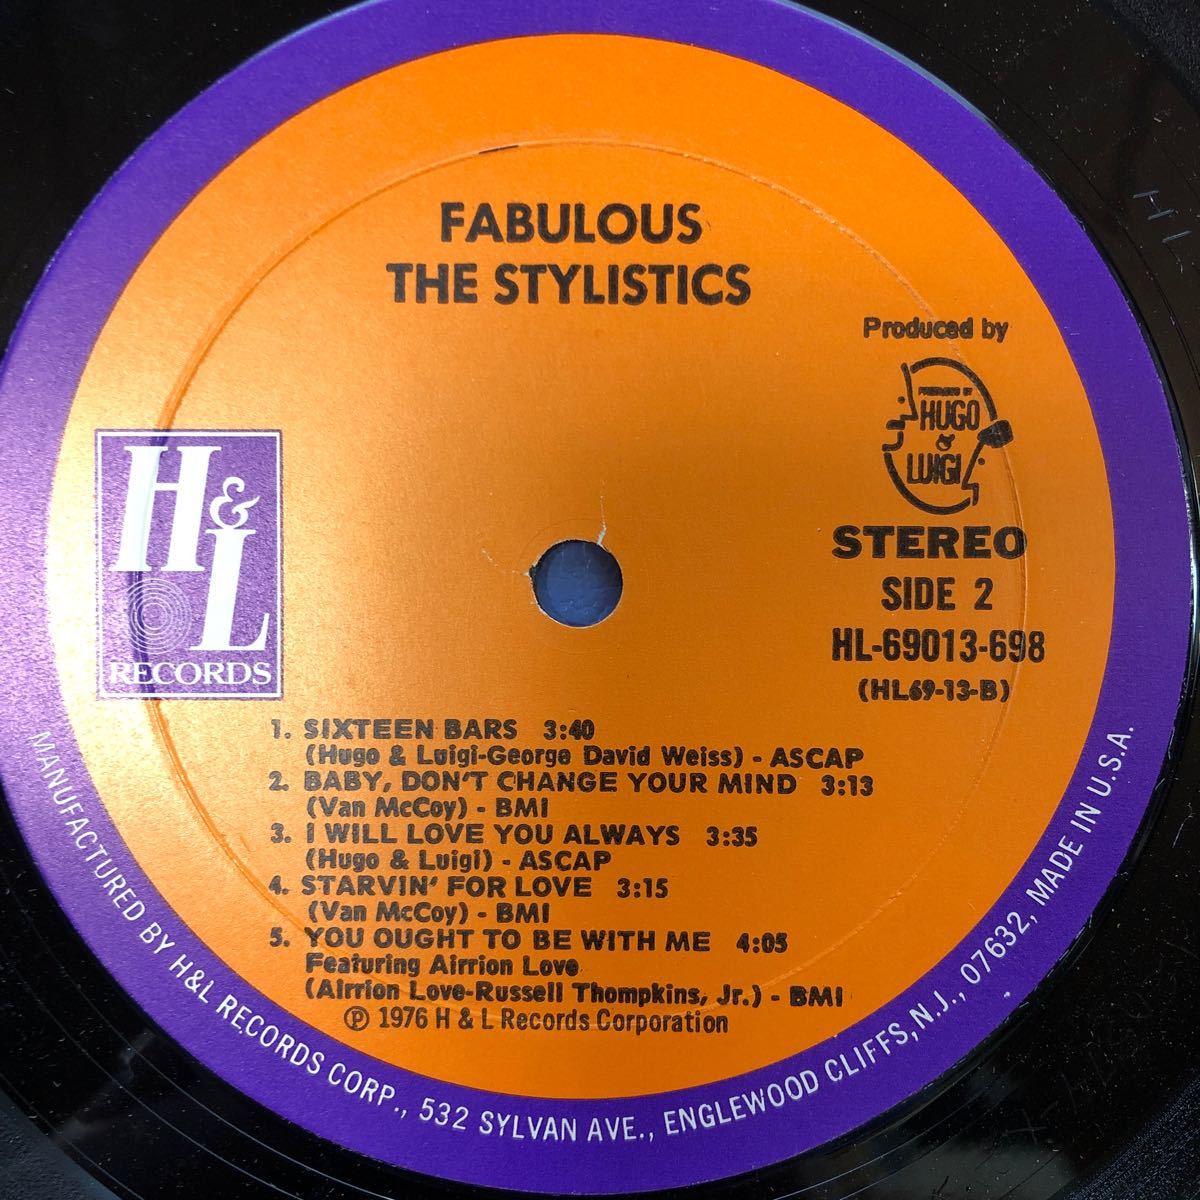 FABULOUS
THE STYLISTICS
Produced by
PRODUCED BY
HUGO
&
LUIGI
H&L
RECORDS
STEREO
SIDE 2
HL-69013-698
(HL69-13-B)
1. SIXTEEN BARS 3:40
(Hugo & Luigi-George David Weiss) - ASCAP
2. BABY, DON'T CHANGE YOUR MIND 3:13
(Van McCoy) - BMI
3. I WILL LOVE YOU ALWAYS 3:35
(Hugo & Luigi) - ASCAP
4. STARVIN' FOR LOVE 3:15
(Van McCoy) - BMI
5. YOU OUGHT TO BE WITH ME 4:05
Featuring Airrion Love
(Airrion Love-Russell Thompkins, Jr.) - BMI
℗ 1976 H & L Records Corporation
MANUFACTURED BY H&L RECORDS CORP., 532 SYLVAN AVE., ENGLEWOOD CLIFFS, N.J., 07632, MADE IN U.S.A.